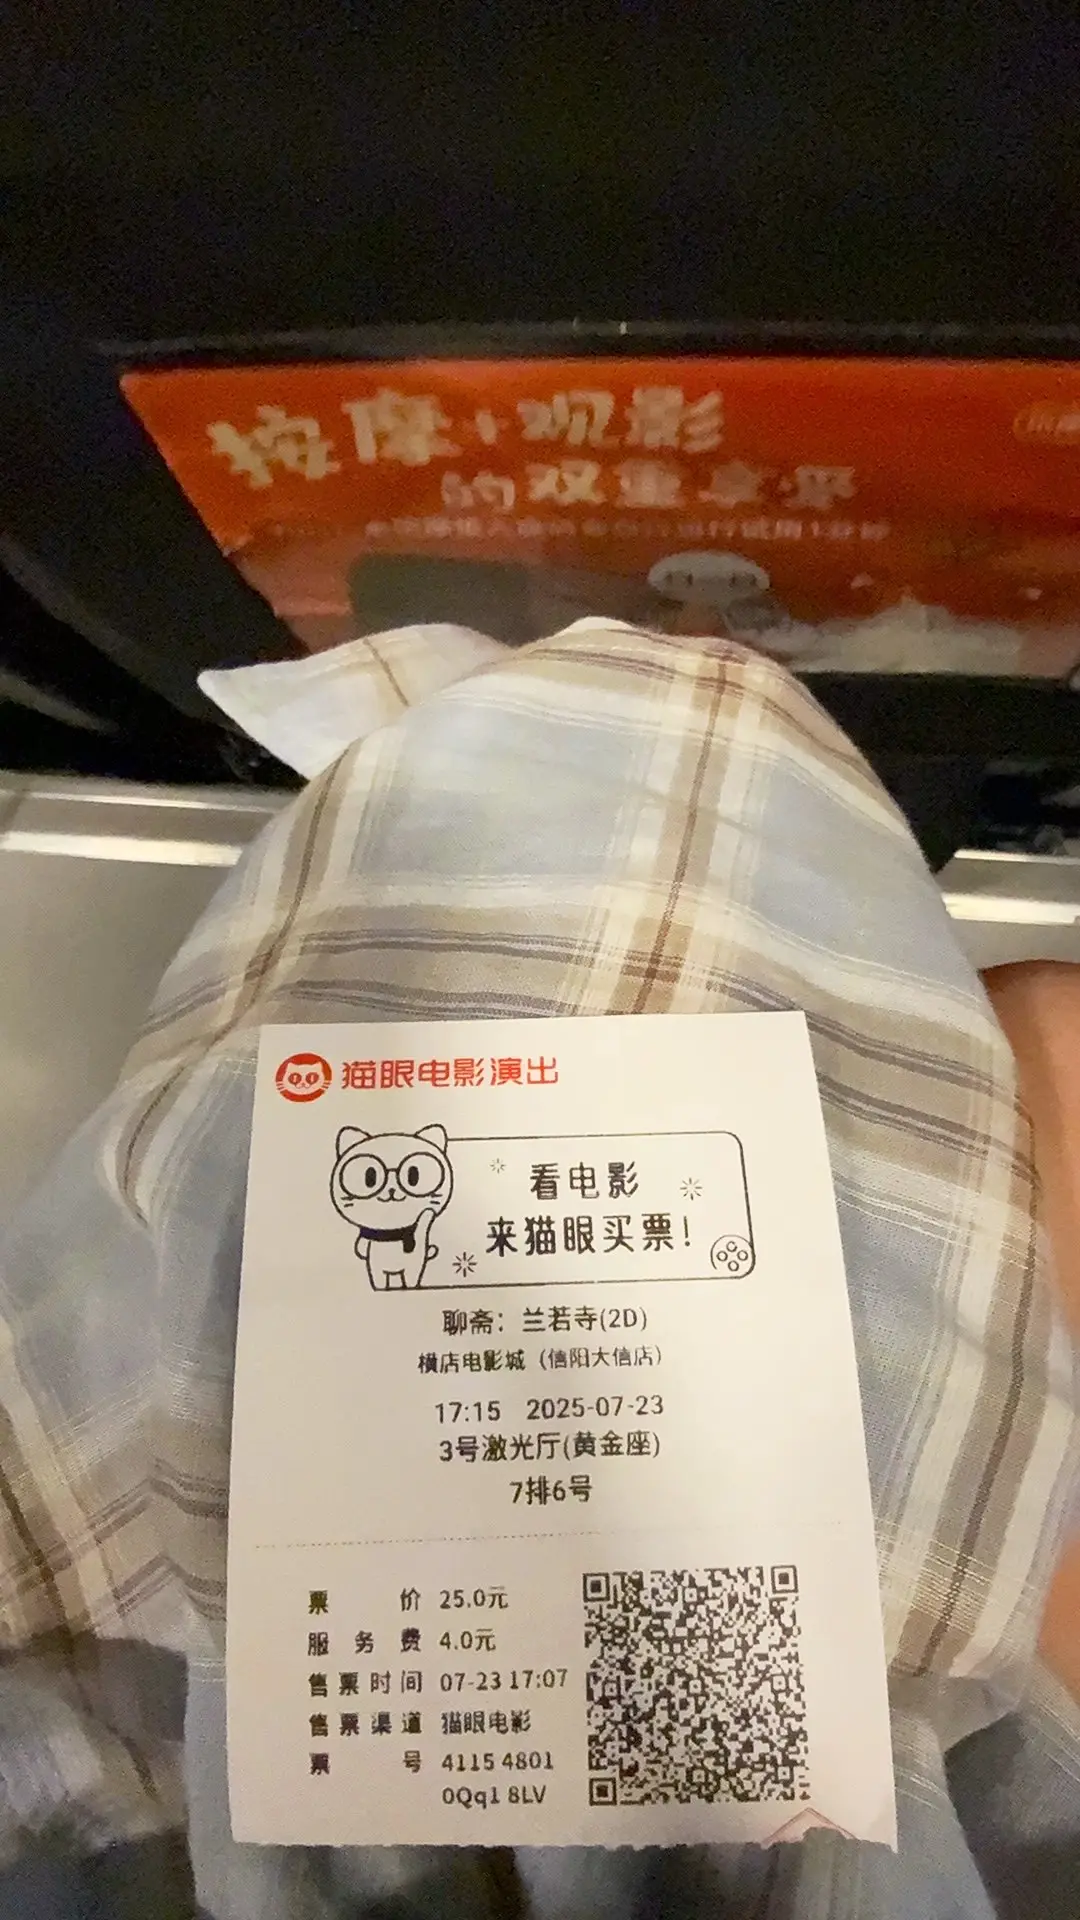 按摩+观影
的双重享受
猫眼电影演出
看电影
来猫眼买票!
聊斋：兰若寺(2D)
横店电影城（信阳大信店）
17:15 2025-07-23
3号激光厅(黄金座)
7排6号
票价 25.0元
服务费 4.0元
售票时间 07-23 17:07
售票渠道 猫眼电影
票号 4115 4801
0Qq1 8LV